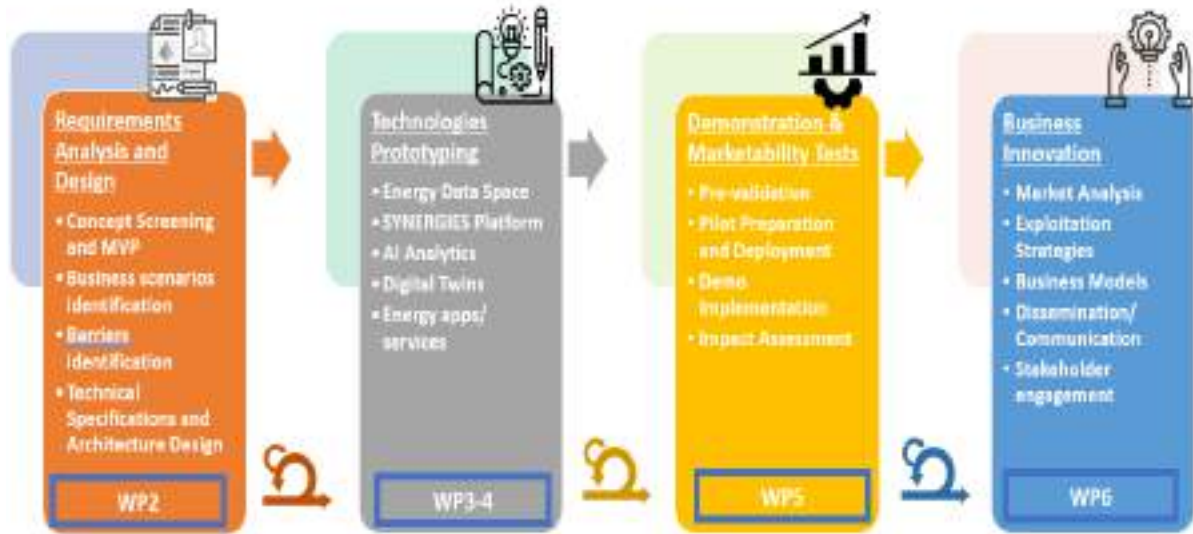 Requirements
Analysis and
Design
• Concept Screening
and MVP
• Business scenarios
identification
• Barriers
identification
• Technical
Specifications and
Architecture Design
WP2
Technologies
Prototyping
• Energy Data Space
• SYNERGIES Platform
• AI Analytics
• Digital Twins
• Energy apps/
services
WP3-4
Demonstration &
Marketability Tests
• Pre-validation
• Pilot Preparation
and Deployment
• Demo
Implementation
• Impact Assessment
WP5
Business
Innovation
• Market Analysis
• Exploitation
Strategies
• Business Models
• Dissemination/
Communication
• Stakeholder
engagement
WP6